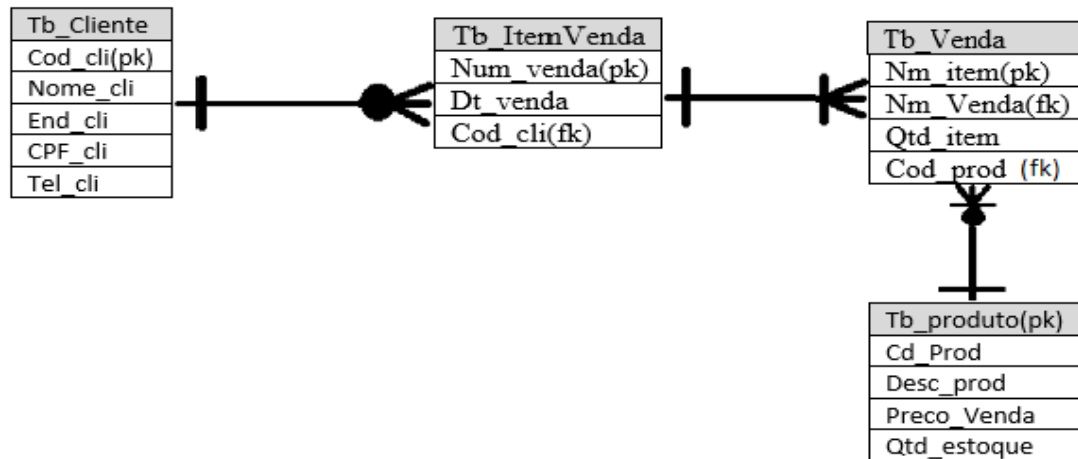 Tb_Cliente
Cod_cli(pk)
Nome_cli
End_cli
CPF_cli
Tel_cli
Tb_ItemVenda
Num_venda(pk)
Dt_venda
Cod_cli(fk)
Tb_Venda
Nm_item(pk)
Nm_Venda(fk)
Qtd_item
Cod_prod (fk)
Tb_produto(pk)
Cd_Prod
Desc_prod
Preco_Venda
Qtd_estoque